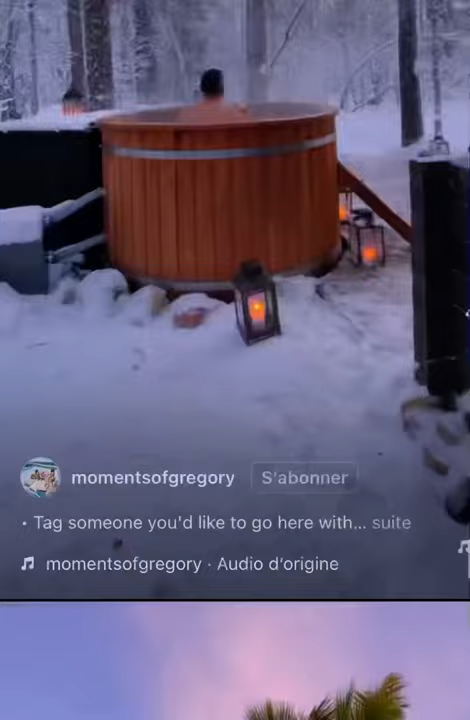 momentsofgregory S'abonner
• Tag someone you'd like to go here with... suite
momentsofgregory · Audio d'origine